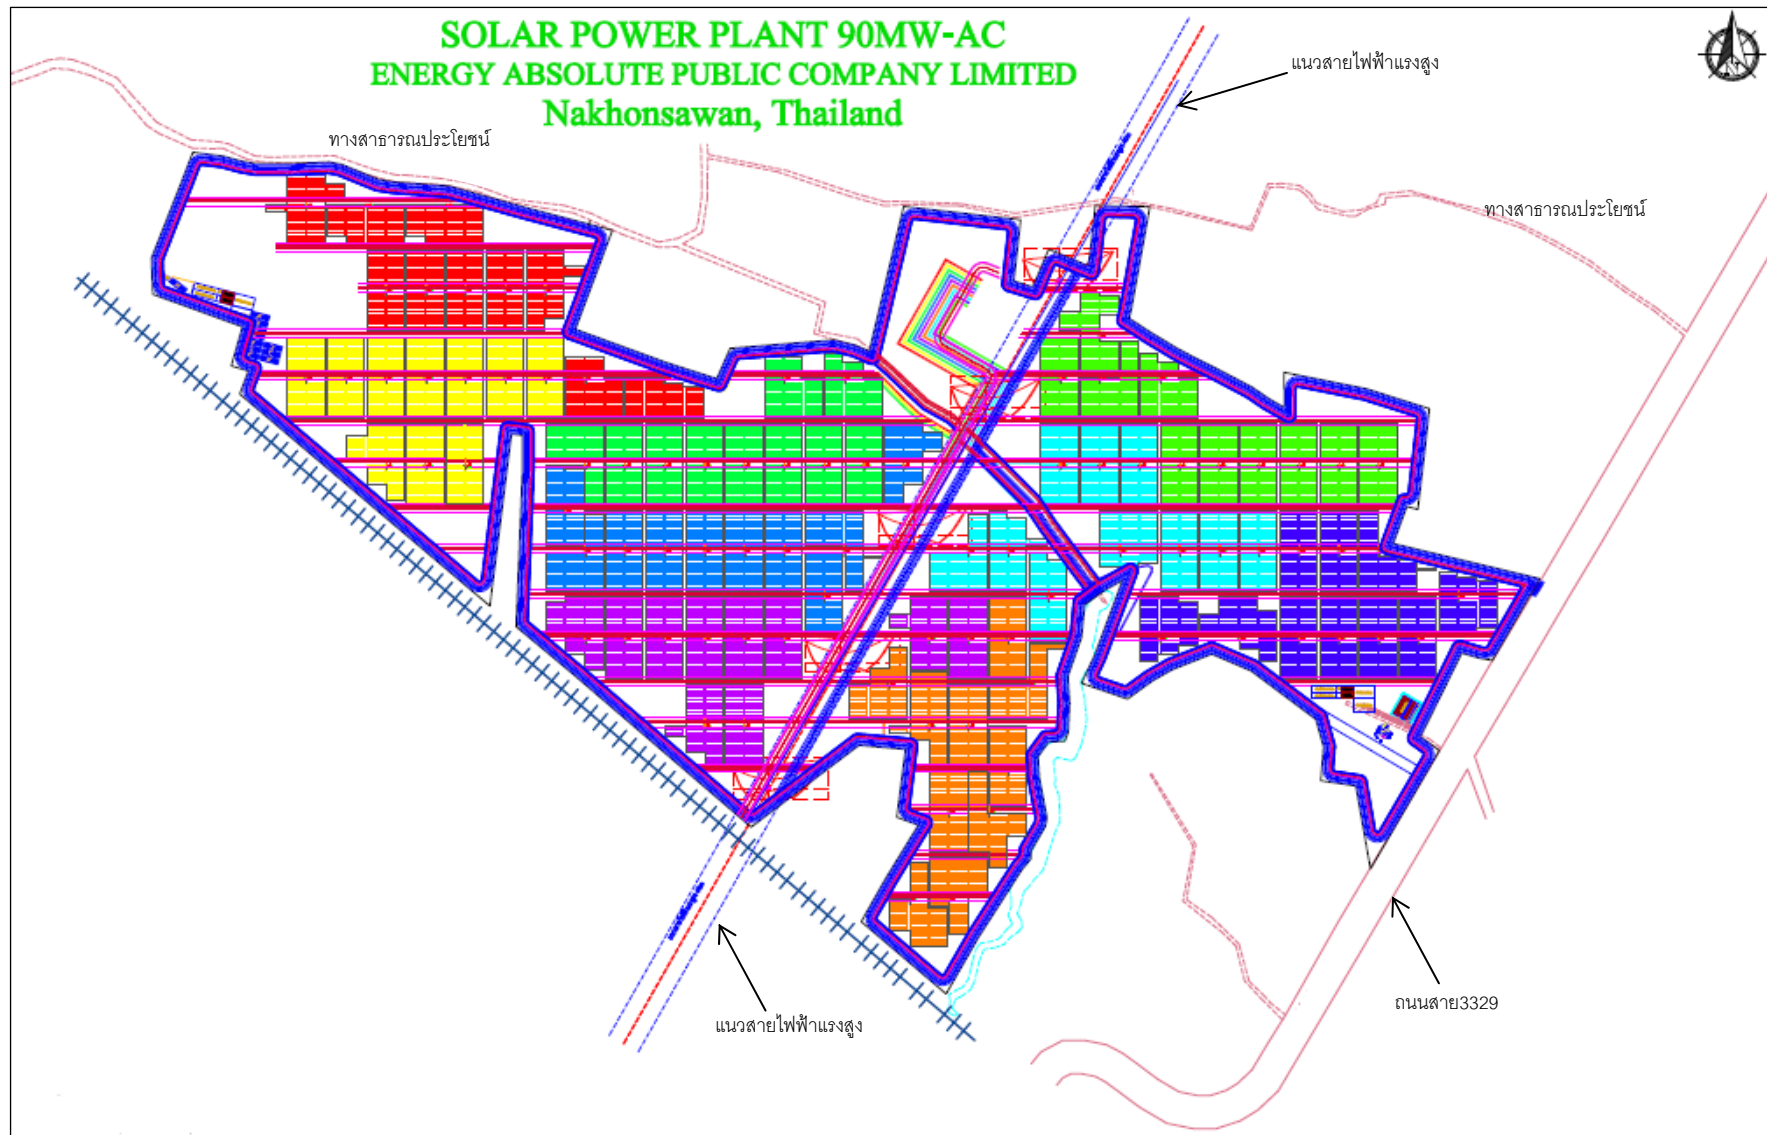 SOLAR POWER PLANT 90MW-AC
ENERGY ABSOLUTE PUBLIC COMPANY LIMITED
Nakhonsawan, Thailand
แนวสายไฟฟ้าแรงสูง
ทางสาธารณประโยชน์
ทางสาธารณประโยชน์
ถนนสาย3329
แนวสายไฟฟ้าแรงสูง